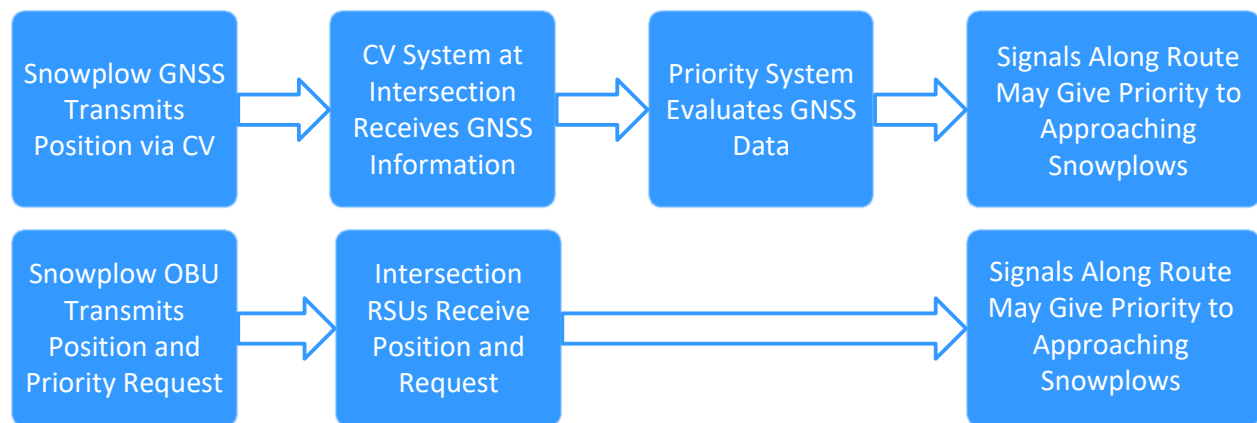 Snowplow GNSS
Transmits
Position via CV
CV System at
Intersection
Receives GNSS
Information
Priority System
Evaluates GNSS
Data
Signals Along Route
May Give Priority to
Approaching
Snowplows
Snowplow OBU
Transmits
Position and
Priority Request
Intersection
RSUs Receive
Position and
Request
Signals Along Route
May Give Priority to
Approaching
Snowplows